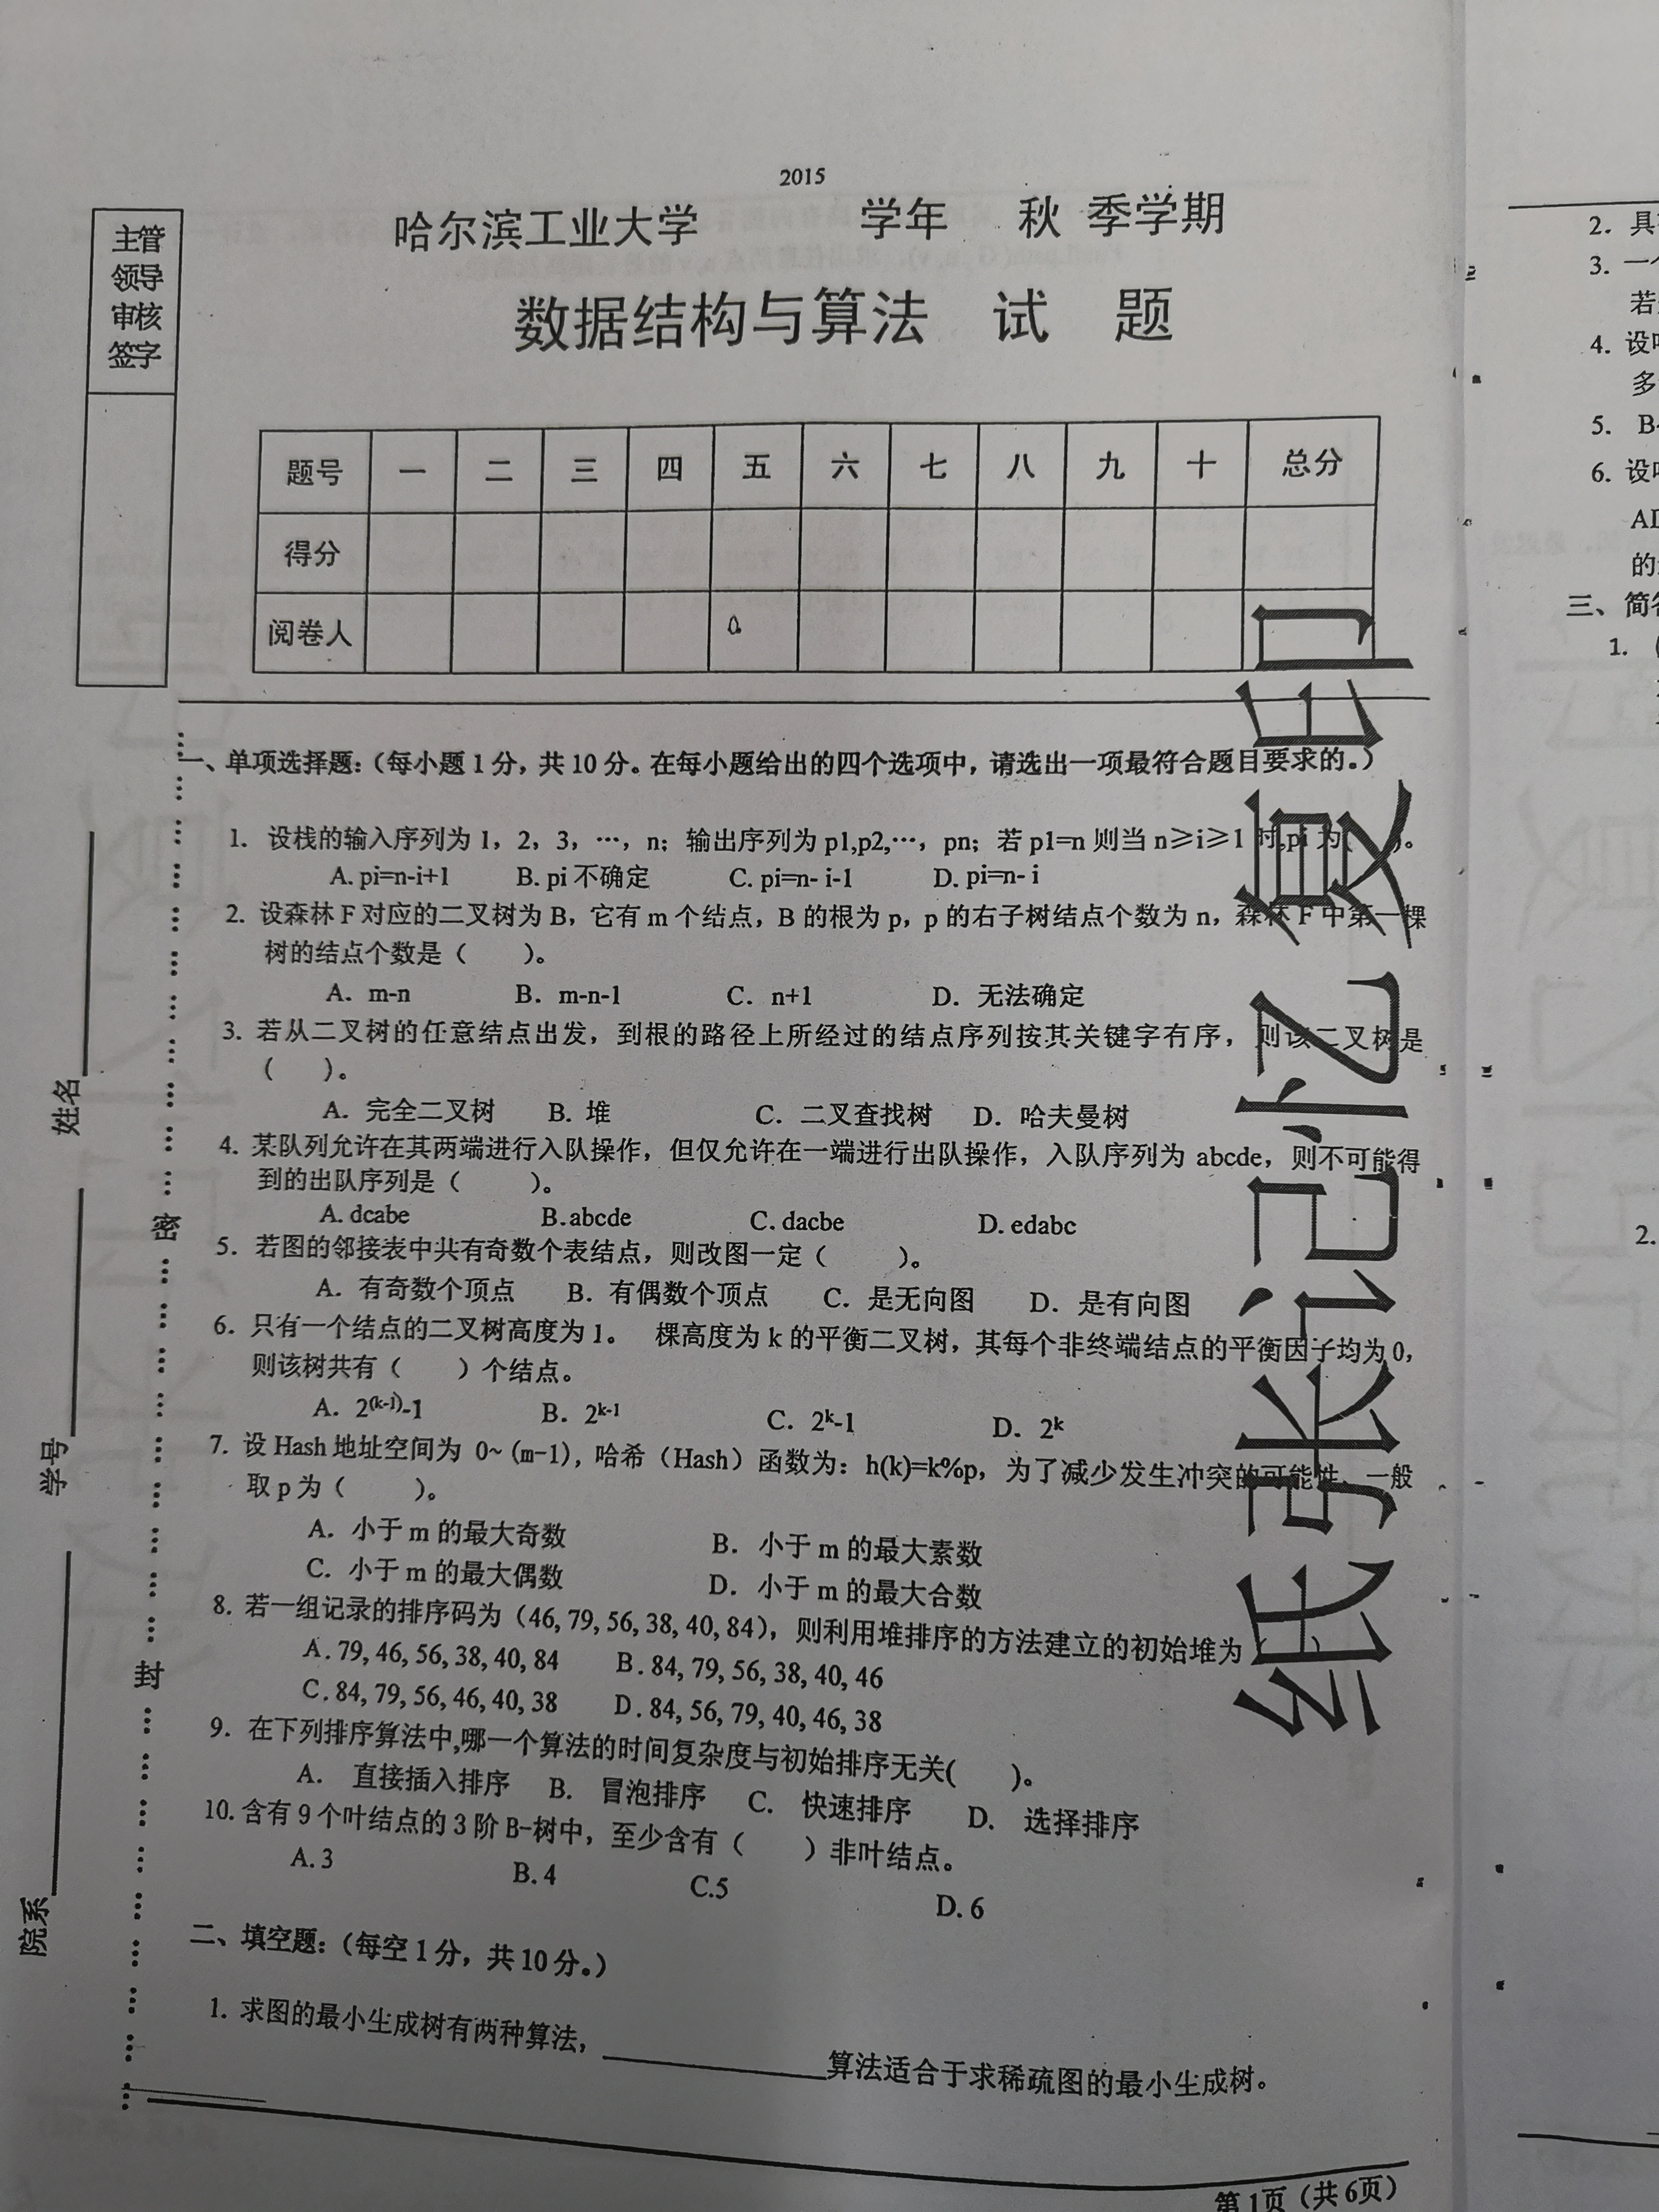 2015
哈尔滨工业大学 学年 秋 季学期
数据结构与算法 试 题
主管
领导
审核
签字
题号 一 二 三 四 五 六 七 八 九 十 总分
得分
阅卷人
一、单项选择题:(每小题1分,共10分。在每小题给出的四个选项中,请选出一项最符合题目要求的。)
1. 设栈的输入序列为 1, 2, 3, …, n; 输出序列为 p1,p2,…, pn; 若 p1=n 则当 n≥i≥1 时,pi 为( )。
A. pi=n-i+1 B. pi 不确定 C. pi=n- i-1 D. pi=n- i
2. 设森林 F 对应的二叉树为 B,它有 m 个结点,B 的根为 p,p 的右子树结点个数为 n,森林 F 中第一棵
树的结点个数是( )。
A. m-n B. m-n-1 C. n+1 D. 无法确定
3. 若从二叉树的任意结点出发,到根的路径上所经过的结点序列按其关键字有序,则该二叉树是
( )。
A. 完全二叉树 B. 堆 C. 二叉查找树 D. 哈夫曼树
4. 某队列允许在其两端进行入队操作,但仅允许在一端进行出队操作,入队序列为 abcde,则不可能得
到的出队序列是( )。
A. dcabe B.abcde C. dacbe D. edabc
5. 若图的邻接表中共有奇数个表结点,则改图一定( )。
A. 有奇数个顶点 B. 有偶数个顶点 C. 是无向图 D. 是有向图
6. 只有一个结点的二叉树高度为 1。 棵高度为 k 的平衡二叉树,其每个非终端结点的平衡因子均为 0,
则该树共有( )个结点。
A. 2^(k-1)-1 B. 2^k-1 C. 2^k-1 D. 2^k
7. 设 Hash 地址空间为 0~ (m-1), 哈希(Hash)函数为:h(k)=k%p,为了减少发生冲突的可能性、一般
取 p 为( )。
A. 小于 m 的最大奇数 B. 小于 m 的最大素数
C. 小于 m 的最大偶数 D. 小于 m 的最大合数
8. 若一组记录的排序码为(46, 79, 56, 38, 40, 84),则利用堆排序的方法建立的初始堆为( )
A. 79, 46, 56, 38, 40, 84 B. 84, 79, 56, 38, 40, 46
C. 84, 79, 56, 46, 40, 38 D. 84, 56, 79, 40, 46, 38
9. 在下列排序算法中,哪一个算法的时间复杂度与初始排序无关( )。
A. 直接插入排序 B. 冒泡排序 C. 快速排序 D. 选择排序
10. 含有 9 个叶结点的 3 阶 B-树中,至少含有( )非叶结点。
A. 3 B. 4 C.5 D. 6
二、填空题:(每空1分,共10分。)
1. 求图的最小生成树有两种算法,________算法适合于求稀疏图的最小生成树。
第1页(共6页)
姓名
学号
院系
密
封
纸张记忆复印
2. 具
3. 一
若
4. 设
多
5. B-
6. 设
的
三、简答
1. (
2.